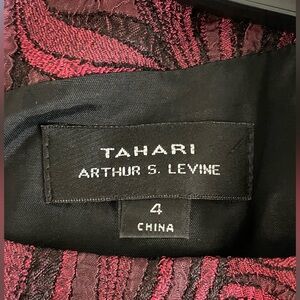 TAHARI
ARTHUR S. LEVINE
4
CHINA